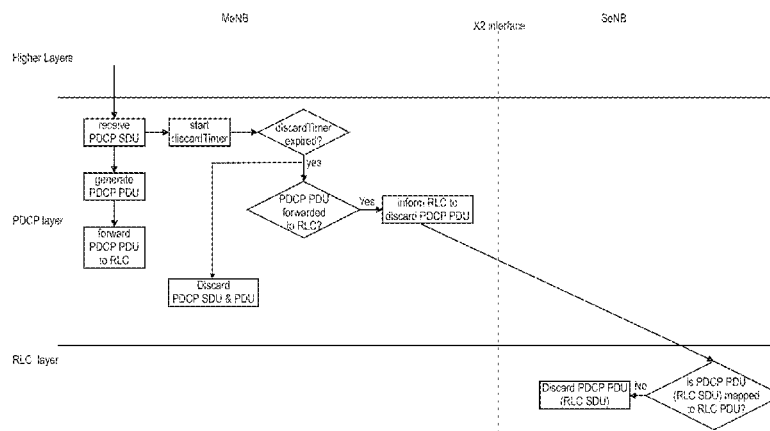 MeNB
X2 interface
SeNB
Higher Layers
receive
PDCP SDU
start
discardTimer
discardTimer
expired?
yes
generate
PDCP PDU
PDCP PDU
forwarded
to RLC?
Yes
inform RLC to
discard PDCP PDU
PDCP layer
forward
PDCP PDU
to RLC
Discard
PDCP SDU & PDU
RLC layer
Discard PDCP PDU
(RLC SDU)
No
Is PDCP PDU
(RLC SDU) mapped
to RLC PDU?